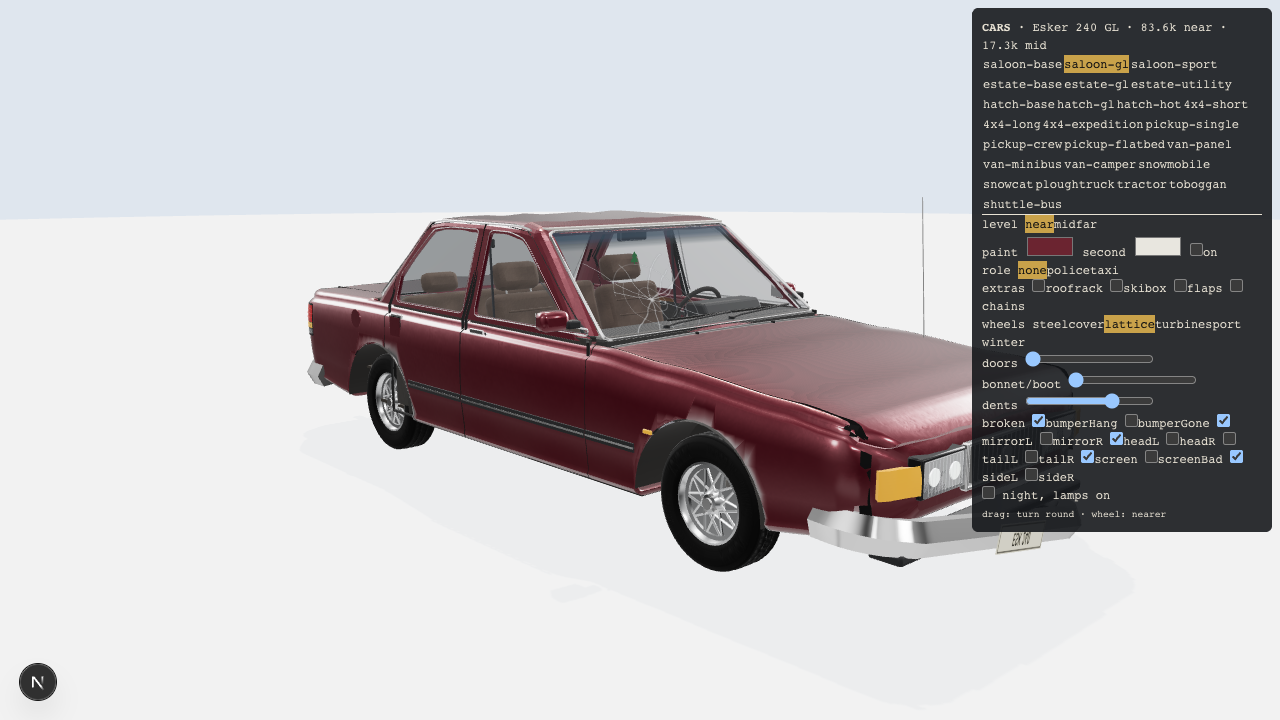 CARS · Esker 240 GL · 83.6k near ·
17.3k mid
saloon-base saloon-gl saloon-sport
estate-base estate-gl estate-utility
hatch-base hatch-gl hatch-hot 4x4-short
4x4-long 4x4-expedition pickup-single
pickup-crew pickup-flatbed van-panel
van-minibus van-camper snowmobile
snowcat ploughtruck tractor toboggan
shuttle-bus
level near mid far
paint second on
role none police taxi
extras roofrack skibox flaps
chains
wheels steel cover lattice turbine sport
winter
doors
bonnet/boot
dents
broken bumperHang bumperGone
mirrorL mirrorR headL headR
tailL tailR screen screenBad
sideL sideR
night, lamps on
drag: turn round · wheel: nearer
N